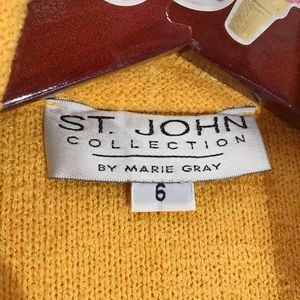 ST. JOHN
COLLECTION
BY MARIE GRAY
6